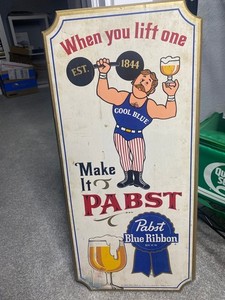 When you lift one
EST. 1844
COOL BLUE
Make
It
PABST
Pabst
Blue Ribbon